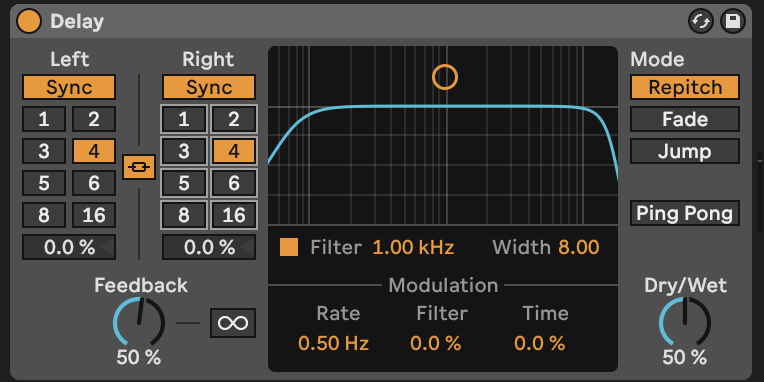 Delay
Left Right Mode
Sync Sync Repitch
1 2 1 2 Fade
3 4 3 4 Jump
5 6 5 6
8 16 8 16 Ping Pong
0.0 % 0.0 % Filter 1.00 kHz Width 8.00
Feedback Modulation Dry/Wet
Rate Filter Time
0.50 Hz 0.0 % 0.0 %
50 % 50 %